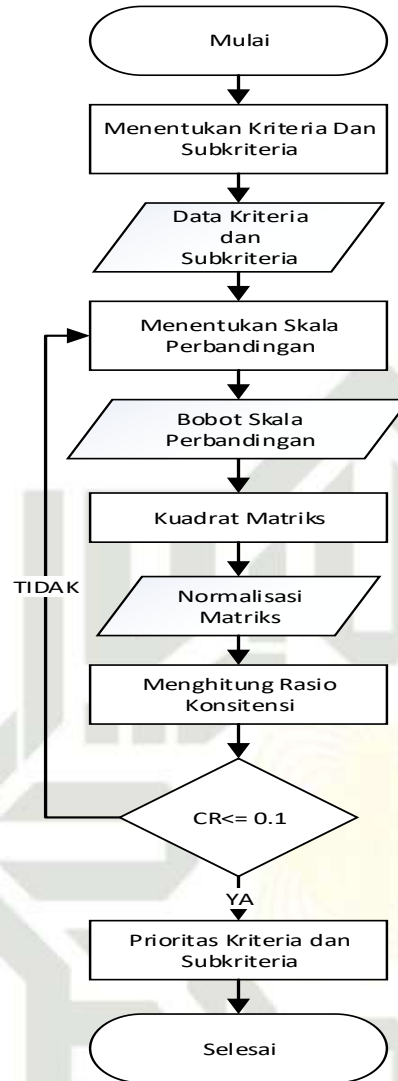 Mulai
Menentukan Kriteria Dan
Subkriteria
Data Kriteria
dan
Subkriteria
Menentukan Skala
Perbandingan
Bobot Skala
Perbandingan
Kuadrat Matriks
TIDAK
Normalisasi
Matriks
Menghitung Rasio
Konsitensi
CR<= 0.1
YA
Prioritas Kriteria dan
Subkriteria
Selesai